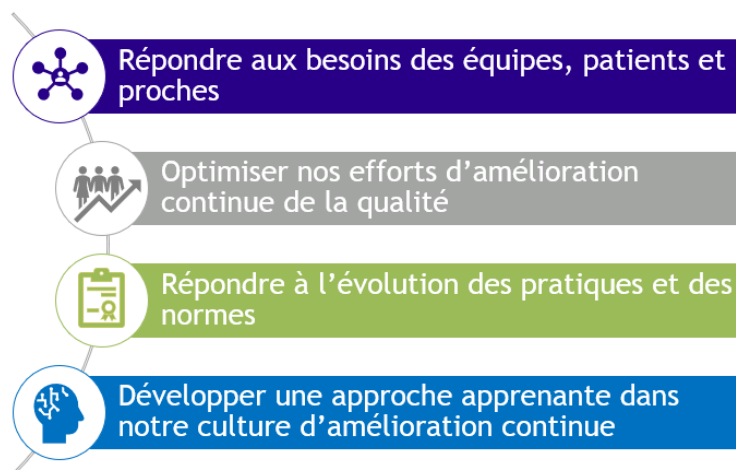 Répondre aux besoins des équipes, patients et
proches
Optimiser nos efforts d’amélioration
continue de la qualité
Répondre à l’évolution des pratiques et des
normes
Développer une approche apprenante dans
notre culture d’amélioration continue